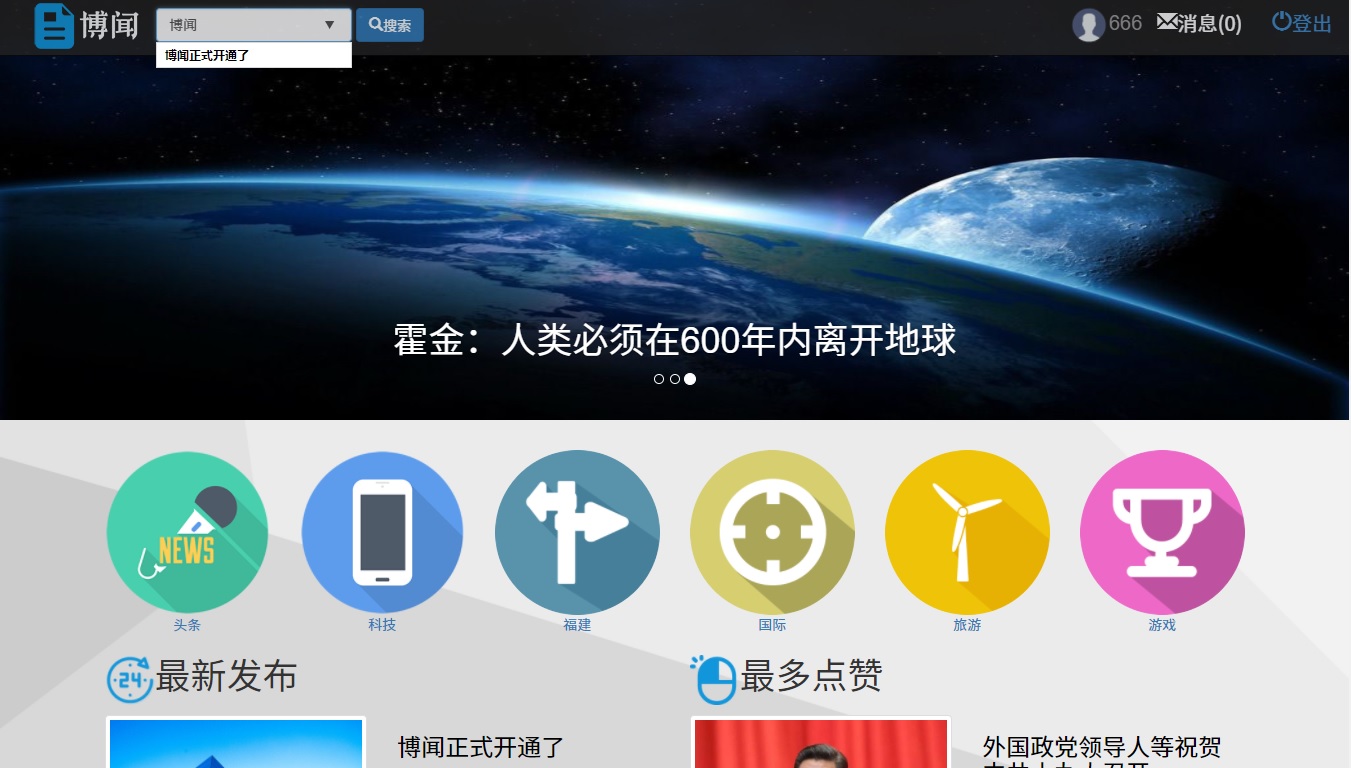 博闻
博闻
搜索
666
消息(0)
登出
博闻正式开通了
霍金：人类必须在600年内离开地球
NEWS
头条
科技
福建
国际
旅游
游戏
24
最新发布
最多点赞
博闻正式开通了
外国政党领导人等祝贺